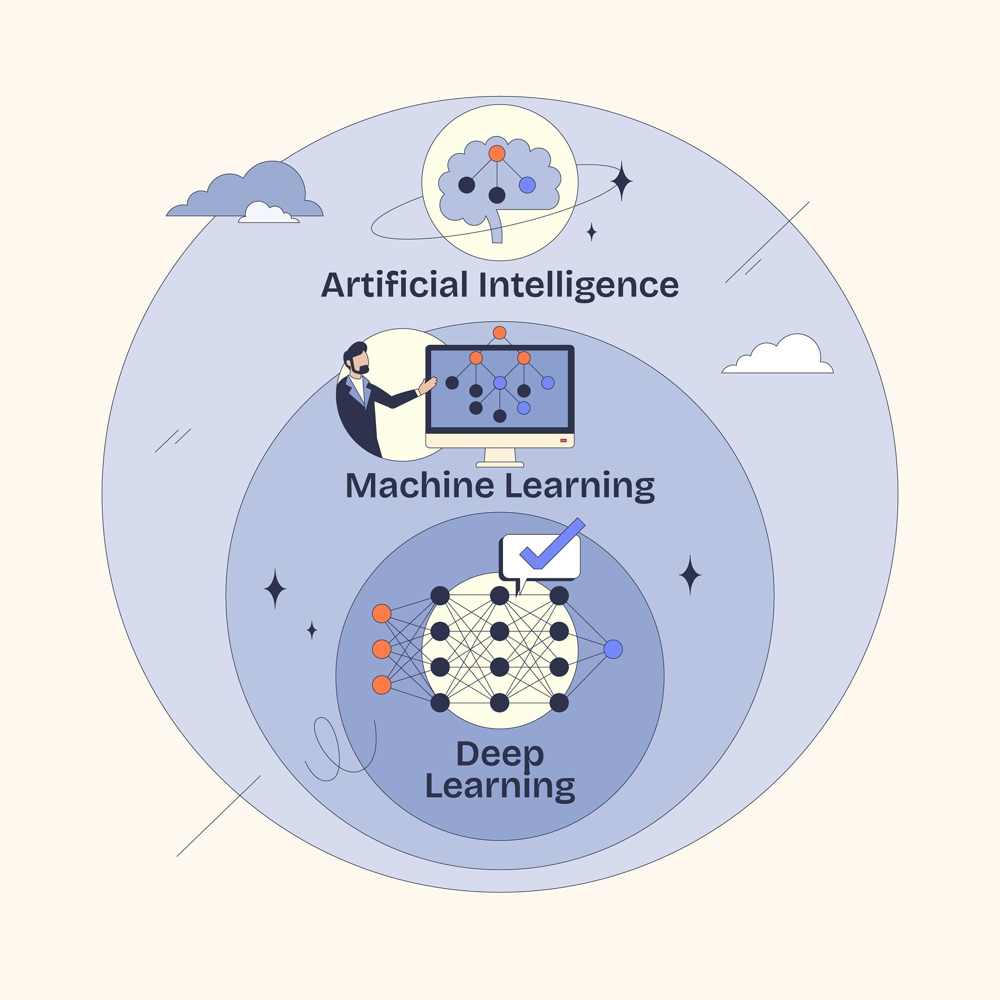 Artificial Intelligence
Machine Learning
Deep
Learning